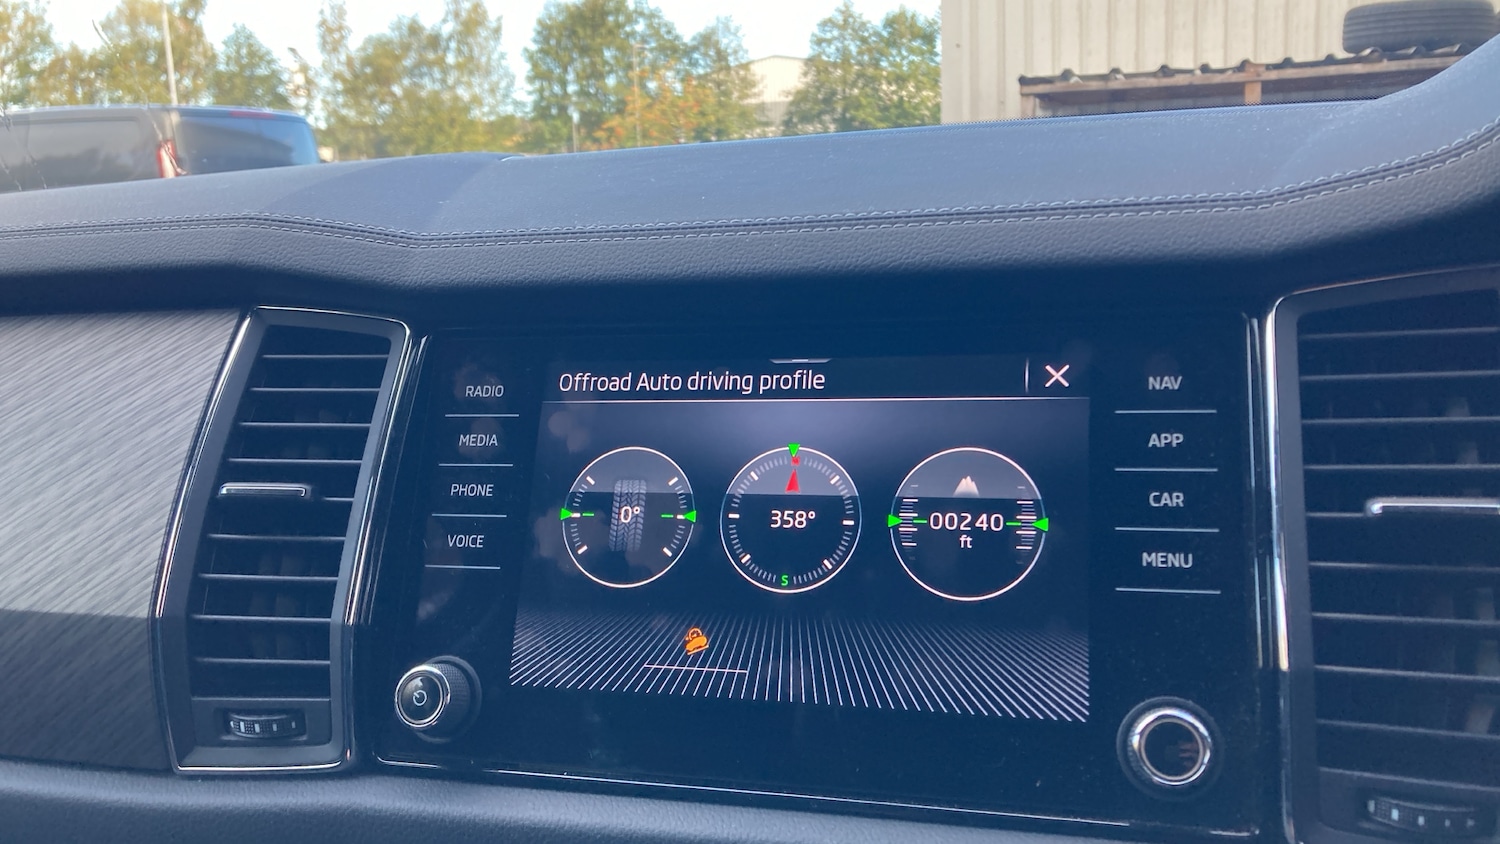 Offroad Auto driving profile
RADIO
MEDIA
PHONE
VOICE
0°
358°
S
00240
ft
NAV
APP
CAR
MENU